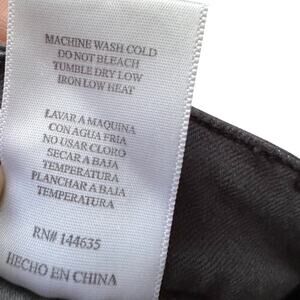 MACHINE WASH COLD
DO NOT BLEACH
TUMBLE DRY LOW
IRON LOW HEAT
LAVAR A MAQUINA
CON AGUA FRIA
NO USAR CLORO
SECAR A BAJA
TEMPERATURA
PLANCHAR A BAJA
TEMPERATURA
RN# 144635
HECHO EN CHINA